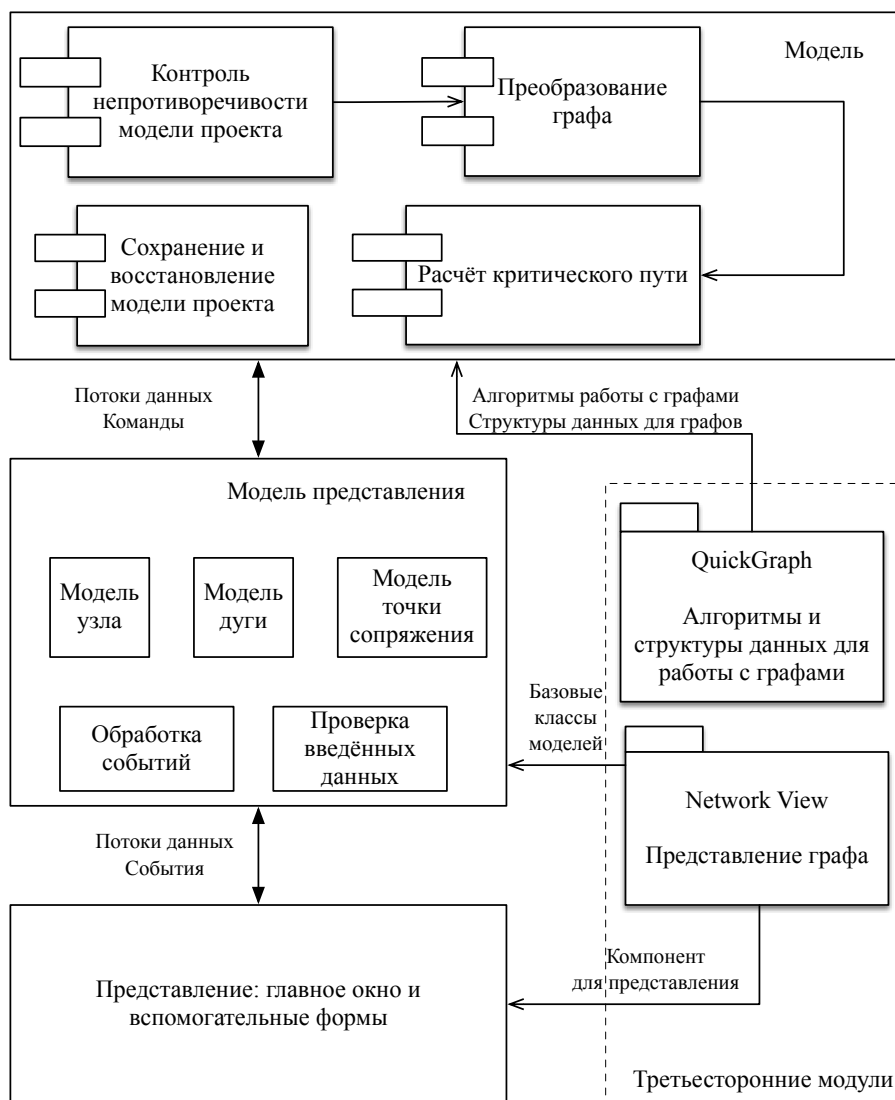 Модель
Контроль
непротиворечивости
модели проекта
Преобразование
графа
Сохранение и
восстановление
модели проекта
Расчёт критического пути
Потоки данных
Команды
Алгоритмы работы с графами
Структуры данных для графов
Модель представления
Модель
узла
Модель
дуги
Модель
точки
сопряжения
Обработка
событий
Проверка
введённых
данных
QuickGraph
Алгоритмы и
структуры данных для
работы с графами
Базовые
классы
моделей
Network View
Представление графа
Потоки данных
События
Компонент
для представления
Представление: главное окно и
вспомогательные формы
Третьесторонние модули